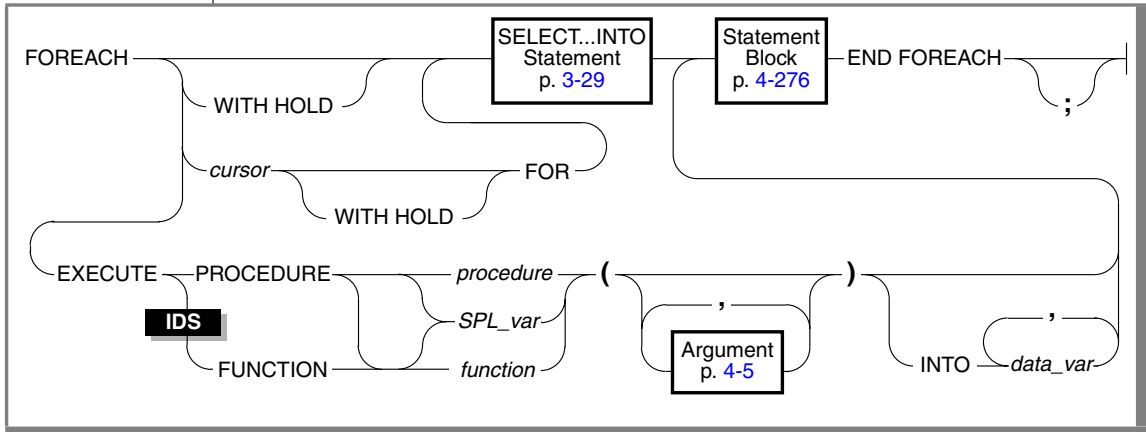 FOREACH
SELECT...INTO
Statement
p. 3-29
Statement
Block
p. 4-276
END FOREACH
WITH HOLD
;
cursor
FOR
WITH HOLD
EXECUTE
PROCEDURE
procedure
(
,
)
IDS
SPL_var
,
FUNCTION
function
Argument
p. 4-5
INTO
data_var